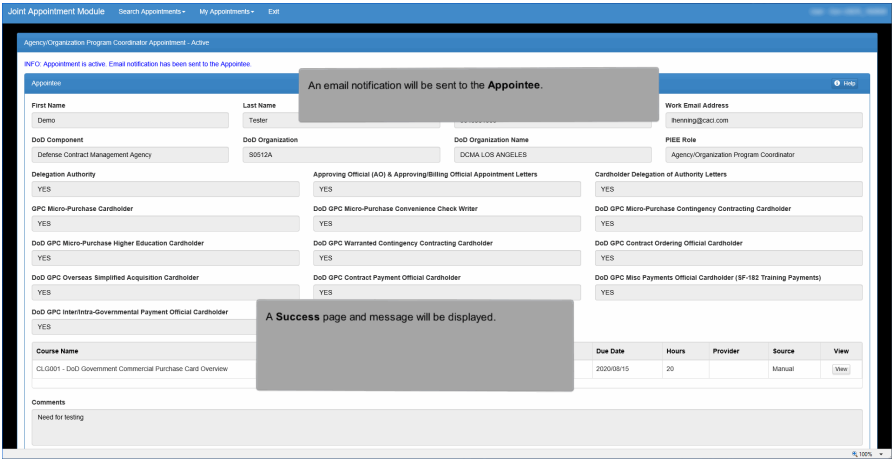 Joint Appointment Module Search Appointments My Appointments Exit
Agency/Organization Program Coordinator Appointment - Active
INFO: Appointment is active. Email notification has been sent to the Appointee.
Appointee Help
An email notification will be sent to the Appointee.
First Name Last Name Work Email Address
Demo Tester lhenning@caci.com
DoD Component DoD Organization DoD Organization Name PIEE Role
Defense Contract Management Agency S0512A DCMA LOS ANGELES Agency/Organization Program Coordinator
Delegation Authority Approving Official (AO) & Approving/Billing Official Appointment Letters Cardholder Delegation of Authority Letters
YES YES YES
GPC Micro-Purchase Cardholder DoD GPC Micro-Purchase Convenience Check Writer DoD GPC Micro-Purchase Contingency Contracting Cardholder
YES YES YES
DoD GPC Micro-Purchase Higher Education Cardholder DoD GPC Warranted Contingency Contracting Cardholder DoD GPC Contract Ordering Official Cardholder
YES YES YES
DoD GPC Overseas Simplified Acquisition Cardholder DoD GPC Contract Payment Official Cardholder DoD GPC Misc Payments Official Cardholder (SF-182 Training Payments)
YES YES YES
DoD GPC Inter/Intra-Governmental Payment Official Cardholder
YES
A Success page and message will be displayed.
Course Name Due Date Hours Provider Source View
CLG001 - DoD Government Commercial Purchase Card Overview 2020/08/15 20 Manual View
Comments
Need for testing
100%